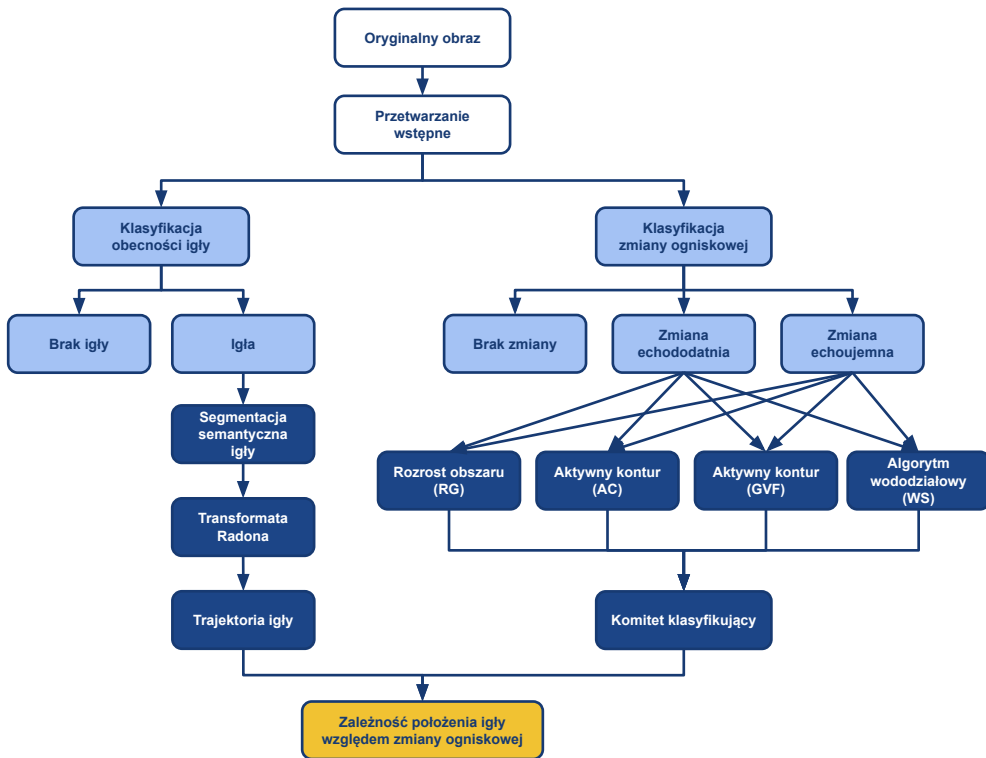 Oryginalny obraz
Przetwarzanie
wstępne
Klasyfikacja
obecności igły
Klasyfikacja
zmiany ogniskowej
Brak igły
Igła
Brak zmiany
Zmiana
echododatnia
Zmiana
echoujemna
Segmentacja
semantyczna
igły
Rozrost obszaru
(RG)
Aktywny kontur
(AC)
Aktywny kontur
(GVF)
Algorytm
wododziałowy
(WS)
Transformata
Radona
Trajektoria igły
Komitet klasyfikujący
Zależność położenia igły
względem zmiany ogniskowej